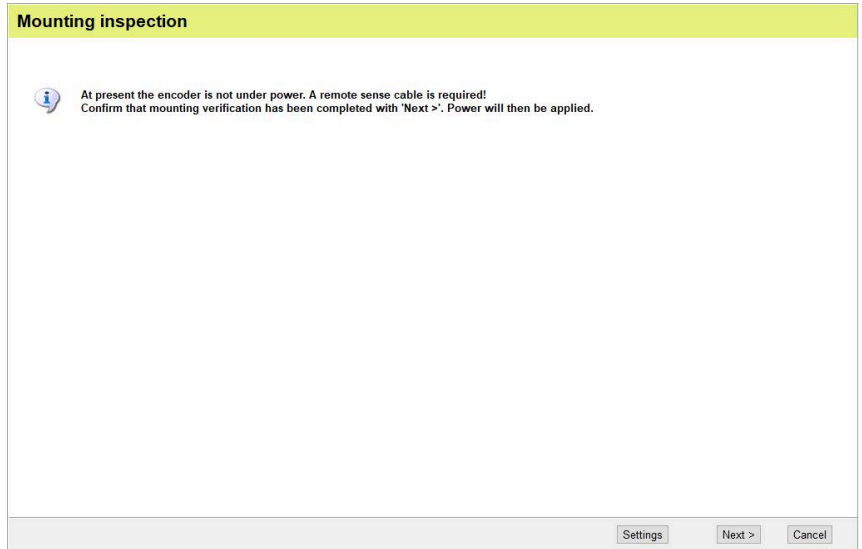 Mounting inspection
At present the encoder is not under power. A remote sense cable is required!
Confirm that mounting verification has been completed with 'Next >'. Power will then be applied.
Settings
Next >
Cancel